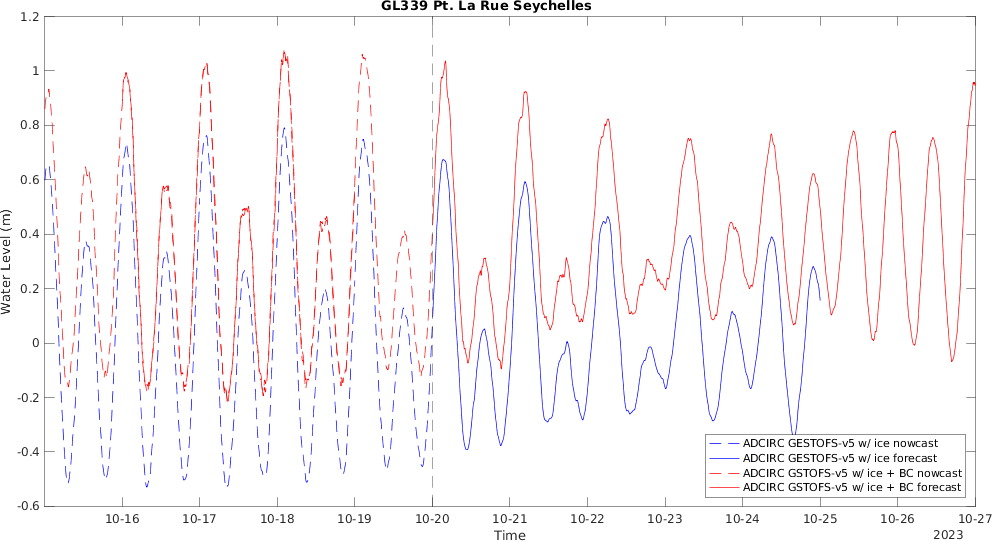 GL339 Pt. La Rue Seychelles
1.2
1
0.8
0.6
0.4
0.2
0
-0.2
-0.4
-0.6
Water Level (m)
ADCIRC GESTOFS-v5 w/ ice nowcast
ADCIRC GESTOFS-v5 w/ ice forecast
ADCIRC GSTOFS-v5 w/ ice + BC nowcast
ADCIRC GSTOFS-v5 w/ ice + BC forecast
10-16 10-17 10-18 10-19 10-20 10-21 10-22 10-23 10-24 10-25 10-26 10-27
Time
2023